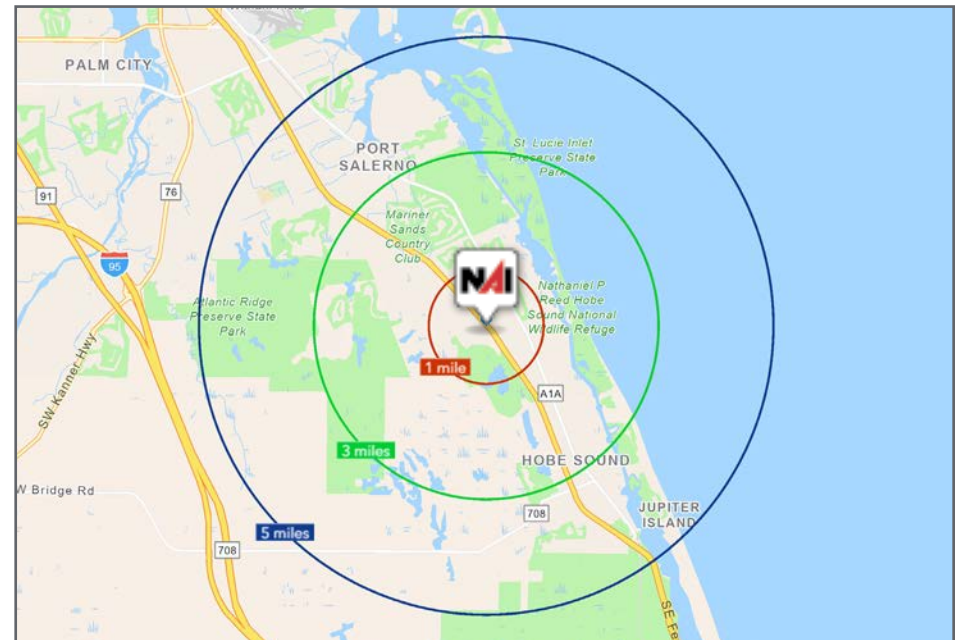 PALM CITY
PORT
SALERNO
St. Lucie Inlet
Preserve State
Park
91
76
Mariner
Sands
Country
Club
95
NAI
Nathaniel P
Reed Hobe
Sound National
Wildlife Refuge
Atlantic Ridge
Preserve State
Park
1 mile
SW Kanner Hwy
A1A
3 miles
HOBE SOUND
W Bridge Rd
708
JUPITER
ISLAND
5 miles
708
SE Fe